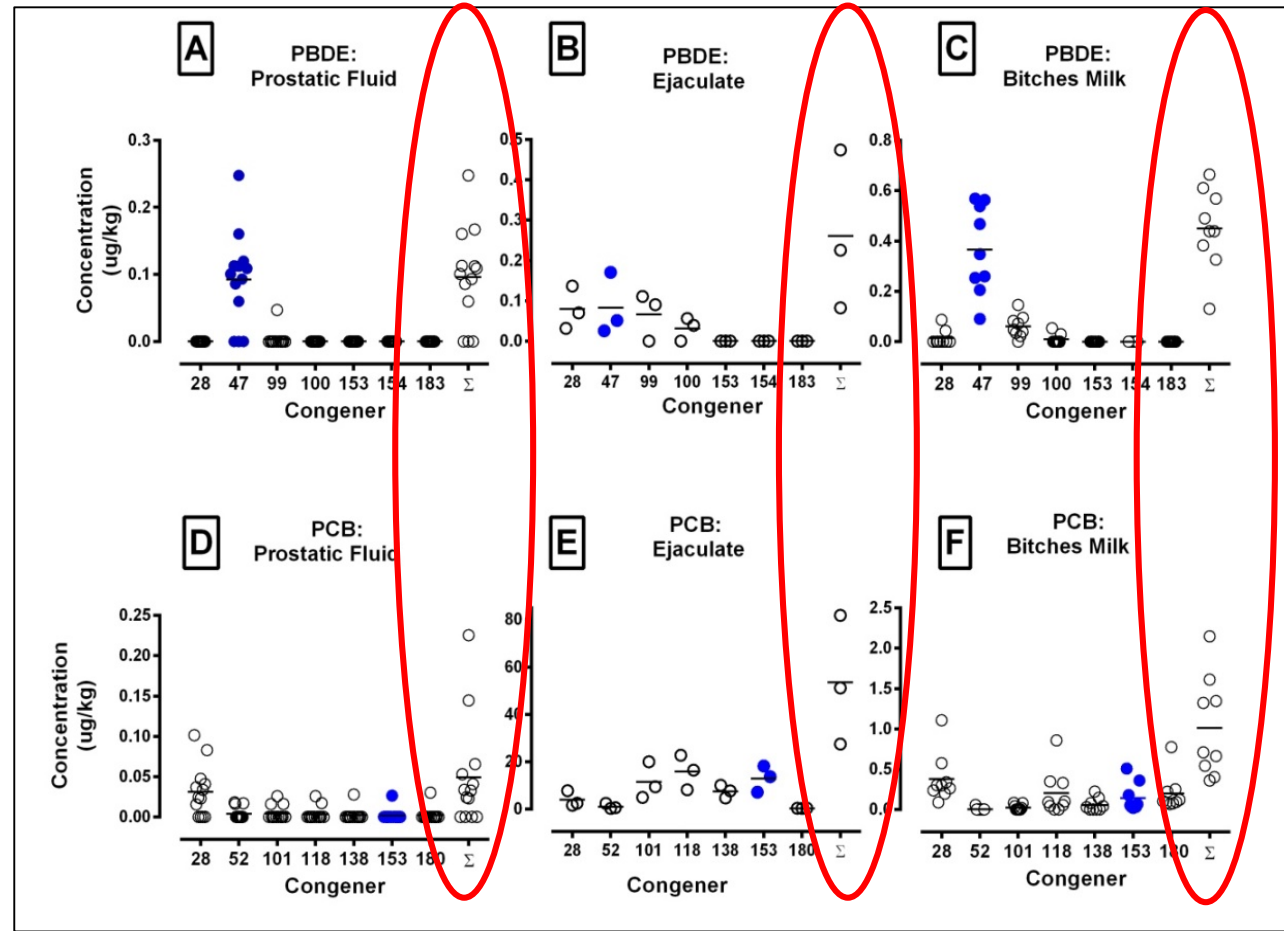 A
PBDE:
Prostatic Fluid
Concentration
(ug/kg)
0.3
0.2
0.1
0.0
28 47 99 100 153 154 183 Σ
Congener
B
PBDE:
Ejaculate
0.5
0.4
0.3
0.2
0.1
0.0
28 47 99 100 153 154 183 Σ
Congener
C
PBDE:
Bitches Milk
0.8
0.6
0.4
0.2
0.0
28 47 99 100 153 154 183 Σ
Congener
D
PCB:
Prostatic Fluid
Concentration
(ug/kg)
0.25
0.20
0.15
0.10
0.05
0.00
28 52 101 118 138 153 180 Σ
Congener
E
PCB:
Ejaculate
80
60
40
20
0
28 52 101 118 138 153 180 Σ
Congener
F
PCB:
Bitches Milk
2.5
2.0
1.5
1.0
0.5
0.0
28 52 101 118 138 153 180 Σ
Congener